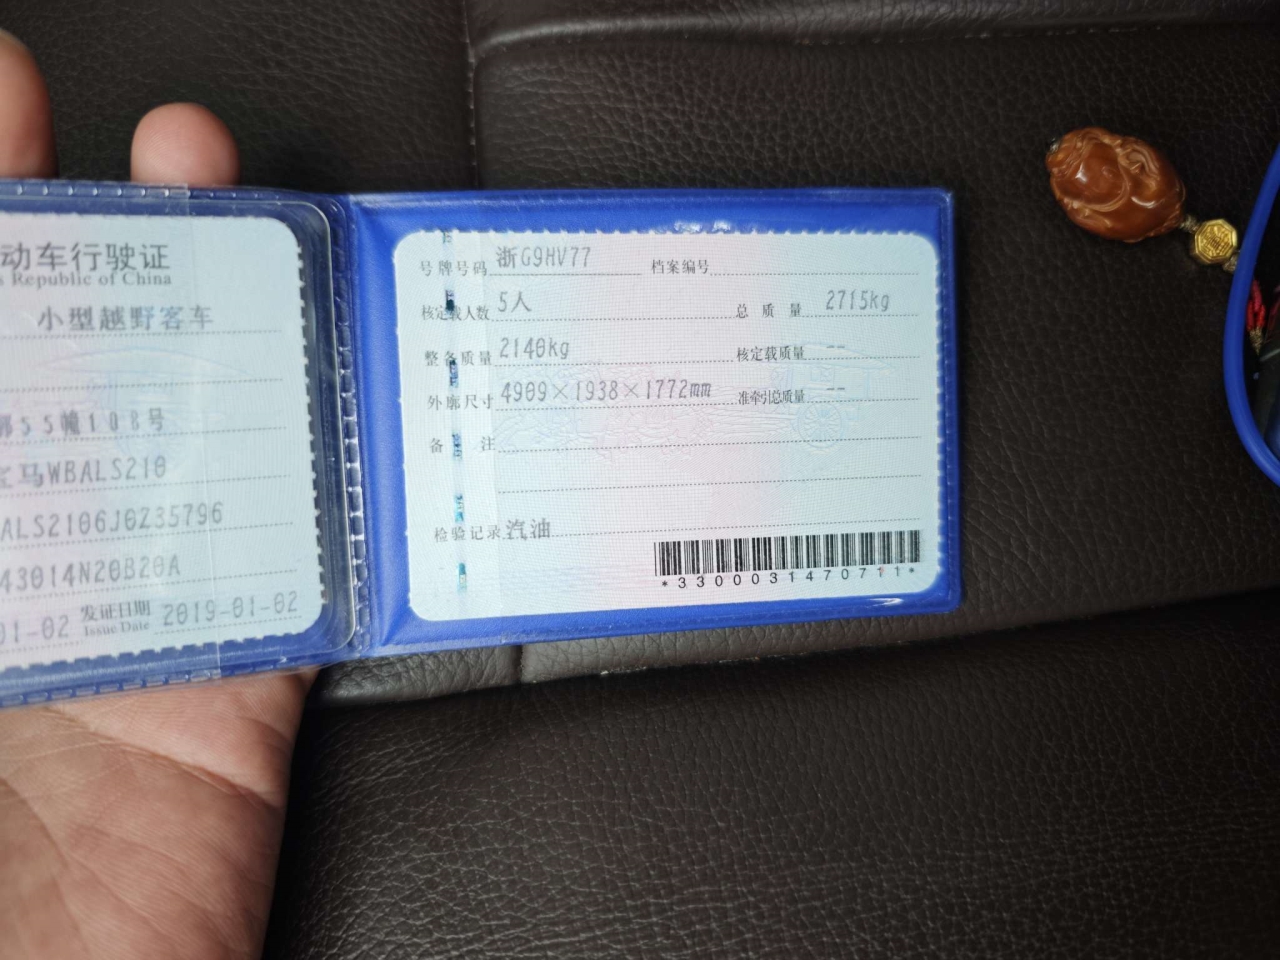 动车行驶证
s Republic of China
小型越野客车
55幢108号
宝马WBALS210
ALS2106J0Z35796
43014N20B20A
01-02 发证日期 2019-01-02
Issue Date
号牌号码 浙G9HV77 档案编号
核定载人数 5人 总质量 2715kg
整备质量 2140kg 核定载质量 --
外廓尺寸 4909×1938×1772mm 准牵引总质量 --
备注
检验记录 汽油
*3300031470711*